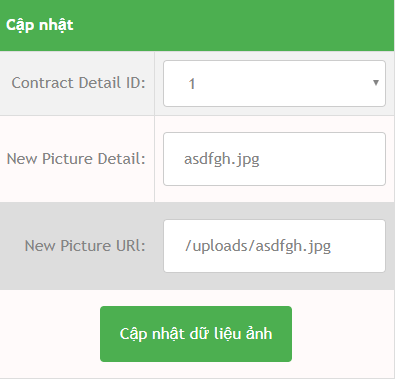 Cập nhật
Contract Detail ID: 1
New Picture Detail: asdfgh.jpg
New Picture URl: /uploads/asdfgh.jpg
Cập nhật dữ liệu ảnh